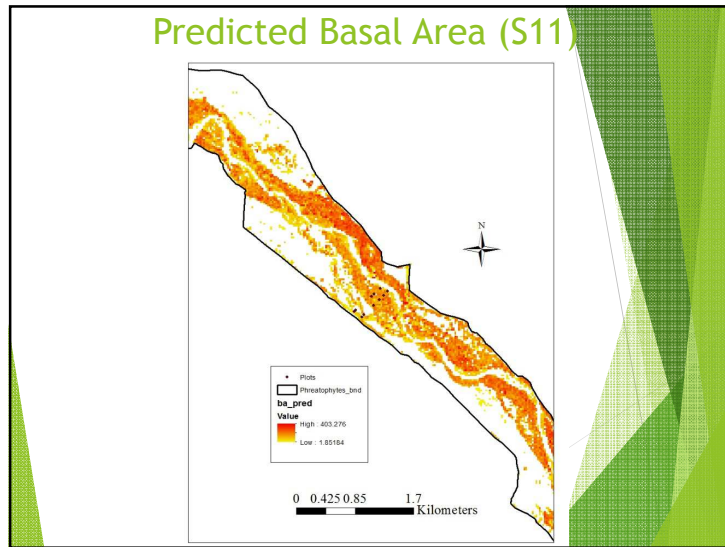 Predicted Basal Area (S11)
N
Plots
Phreatophytes_bnd
ba_pred
Value
High : 403.276
Low : 1.85184
0 0.425 0.85 1.7
Kilometers